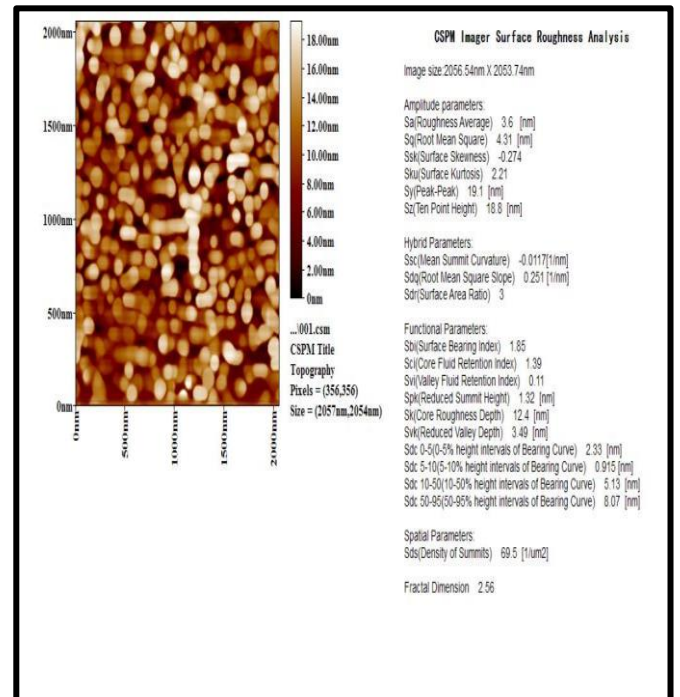 2000nm
1500nm
1000nm
500nm
0nm
0nm
500nm
1000nm
1500nm
2000nm
18.00nm
16.00nm
14.00nm
12.00nm
10.00nm
8.00nm
6.00nm
4.00nm
2.00nm
0nm
...\001.csm
CSPM Title
Topography
Pixels = (356,356)
Size = (2057nm,2054nm)
CSPM Imager Surface Roughness Analysis
Image size:2056.54nm X 2053.74nm
Amplitude parameters:
Sa(Roughness Average) 3.6 [nm]
Sq(Root Mean Square) 4.31 [nm]
Ssk(Surface Skewness) -0.274
Sku(Surface Kurtosis) 2.21
Sy(Peak-Peak) 19.1 [nm]
Sz(Ten Point Height) 18.8 [nm]
Hybrid Parameters:
Ssc(Mean Summit Curvature) -0.0117[1/nm]
Sdq(Root Mean Square Slope) 0.251 [1/nm]
Sdr(Surface Area Ratio) 3
Functional Parameters:
Sbi(Surface Bearing Index) 1.85
Sci(Core Fluid Retention Index) 1.39
Svi(Valley Fluid Retention Index) 0.11
Spk(Reduced Summit Height) 1.32 [nm]
Sk(Core Roughness Depth) 12.4 [nm]
Svk(Reduced Valley Depth) 3.49 [nm]
Sdc 0-5(0-5% height intervals of Bearing Curve) 2.33 [nm]
Sdc 5-10(5-10% height intervals of Bearing Curve) 0.915 [nm]
Sdc 10-50(10-50% height intervals of Bearing Curve) 5.13 [nm]
Sdc 50-95(50-95% height intervals of Bearing Curve) 8.07 [nm]
Spatial Parameters:
Sds(Density of Summits) 69.5 [1/um2]
Fractal Dimension 2.56